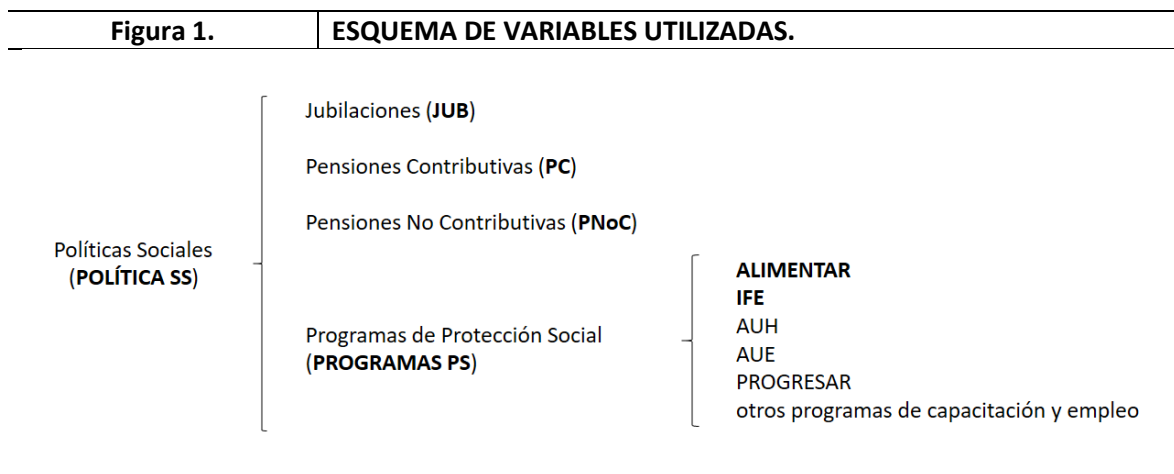 Figura 1. ESQUEMA DE VARIABLES UTILIZADAS.
Jubilaciones (JUB)
Pensiones Contributivas (PC)
Pensiones No Contributivas (PNoC)
Políticas Sociales
(POLÍTICA SS)
Programas de Protección Social
(PROGRAMAS PS)
ALIMENTAR
IFE
AUH
AUE
PROGRESAR
otros programas de capacitación y empleo